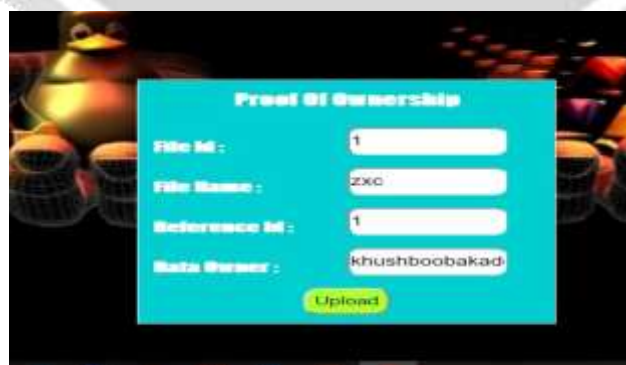 Proof Of Ownership
File Id : 1
File Name : zxc
Reference Id : 1
Data Owner : khushboobakad
Upload